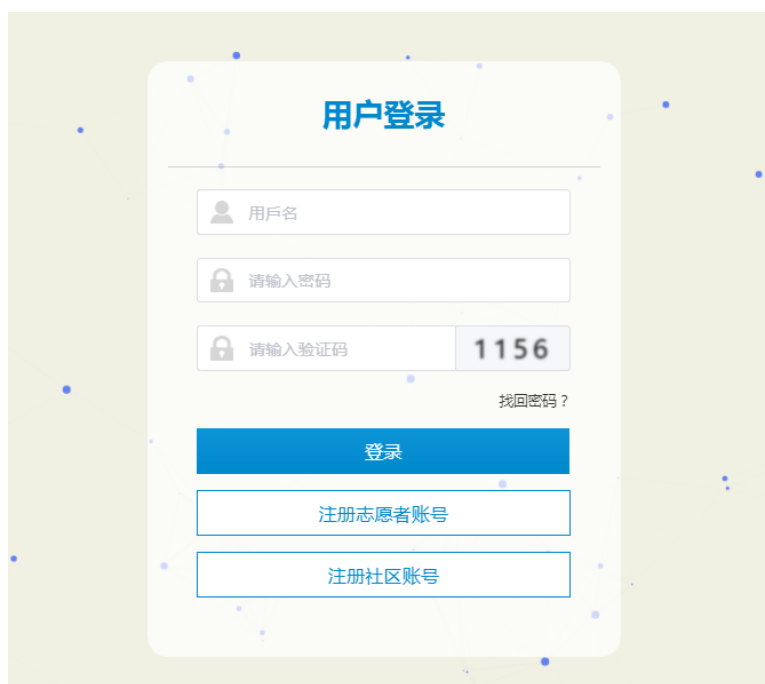 用户登录
用戶名
请输入密码
请输入验证码 1156
找回密码？
登录
注册志愿者账号
注册社区账号